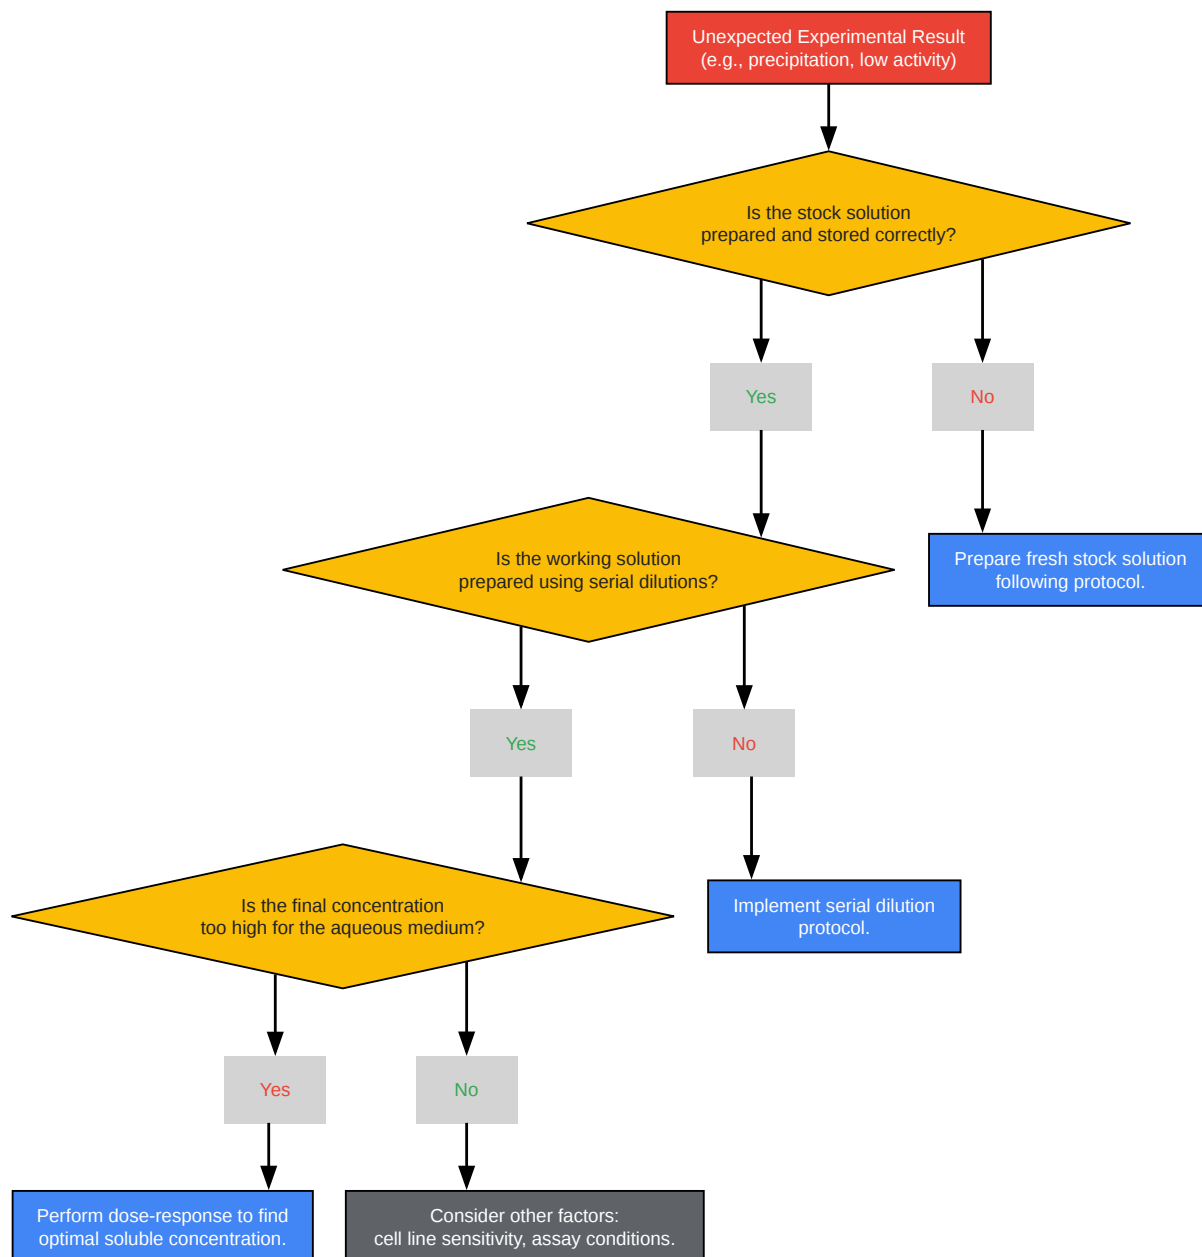 Unexpected Experimental Result
(e.g., precipitation, low activity)
Is the stock solution
prepared and stored correctly?
Yes
No
Is the working solution
prepared using serial dilutions?
Prepare fresh stock solution
following protocol.
Yes
No
Is the final concentration
too high for the aqueous medium?
Implement serial dilution
protocol.
Yes
No
Perform dose-response to find
optimal soluble concentration.
Consider other factors:
cell line sensitivity, assay conditions.